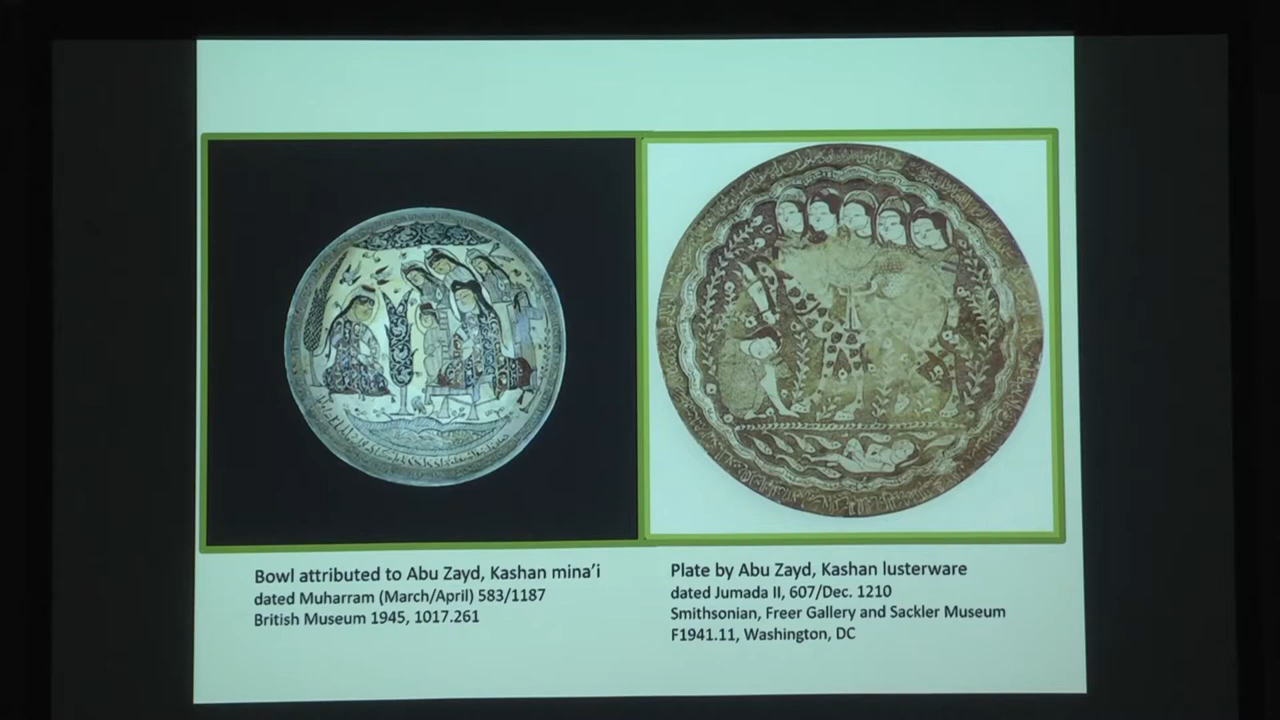 Bowl attributed to Abu Zayd, Kashan mina’i
dated Muharram (March/April) 583/1187
British Museum 1945, 1017.261
Plate by Abu Zayd, Kashan lusterware
dated Jumada II, 607/Dec. 1210
Smithsonian, Freer Gallery and Sackler Museum
F1941.11, Washington, DC